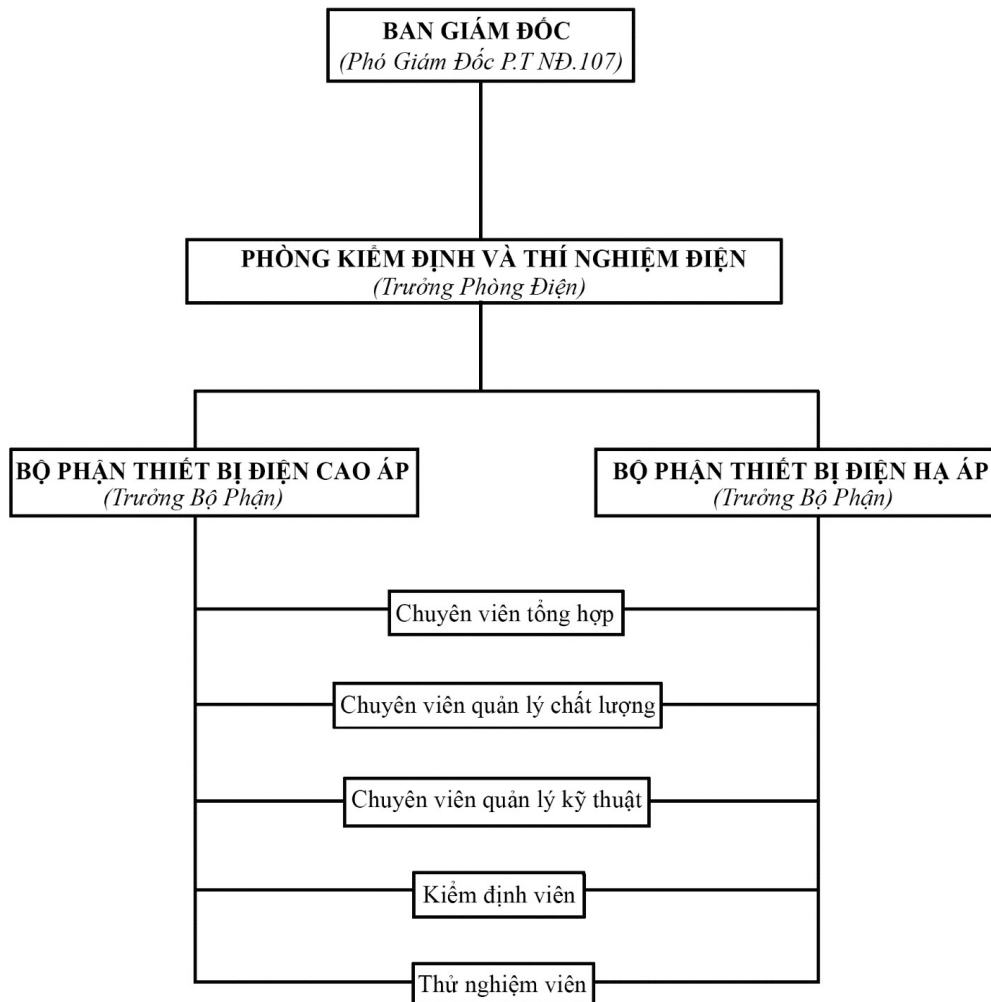 BAN GIÁM ĐỐC
(Phó Giám Đốc P.T NĐ.107)
PHÒNG KIỂM ĐỊNH VÀ THÍ NGHIỆM ĐIỆN
(Trưởng Phòng Điện)
BỘ PHẬN THIẾT BỊ ĐIỆN CAO ÁP
(Trưởng Bộ Phận)
BỘ PHẬN THIẾT BỊ ĐIỆN HẠ ÁP
(Trưởng Bộ Phận)
Chuyên viên tổng hợp
Chuyên viên quản lý chất lượng
Chuyên viên quản lý kỹ thuật
Kiểm định viên
Thử nghiệm viên